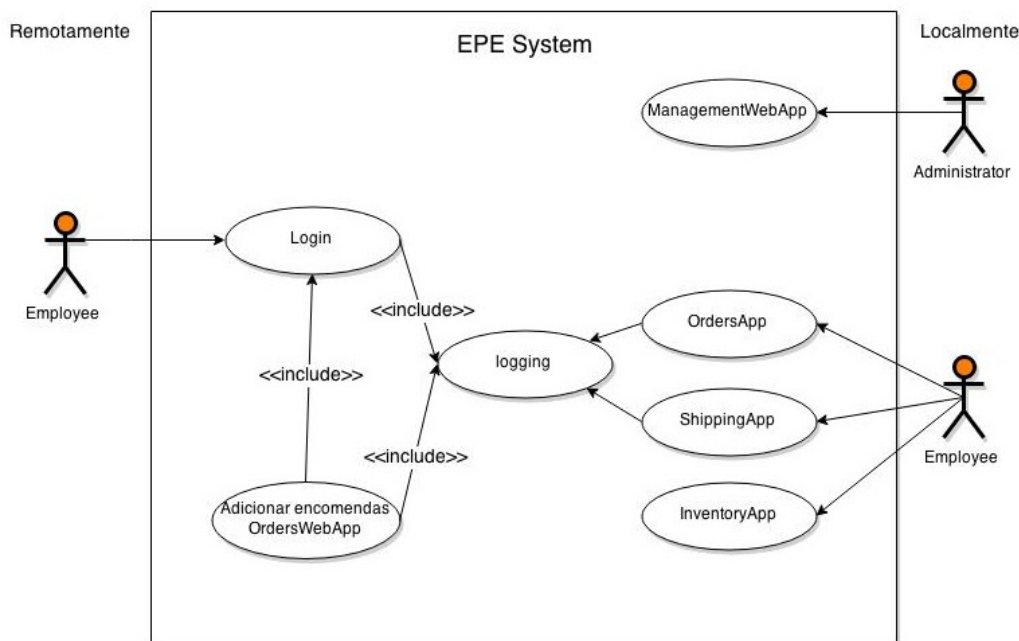 Remotamente
EPE System
Localmente
ManagementWebApp
Administrator
Login
Employee
<<include>>
OrdersApp
<<include>>
logging
ShippingApp
Employee
<<include>>
Adicionar encomendas
OrdersWebApp
InventoryApp